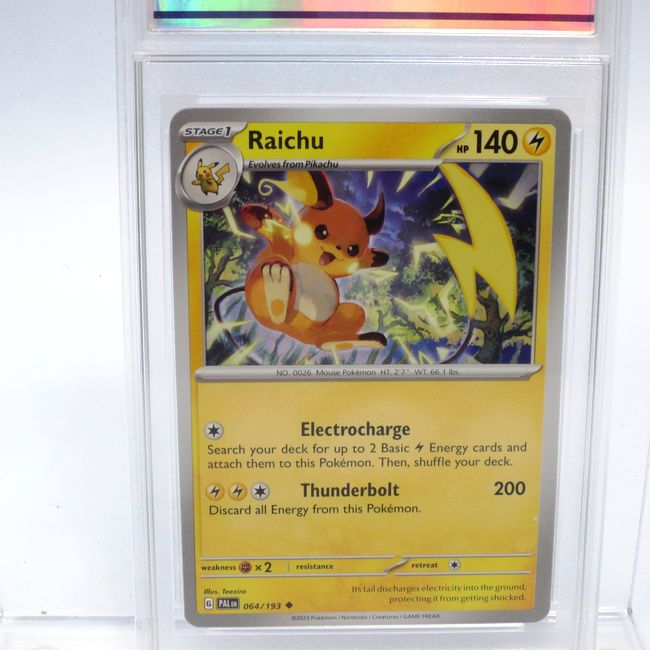 STAGE 1
Raichu
HP 140
Evolves from Pikachu
NO. 0026 Mouse Pokémon HT: 2'7" WT: 66.1 lbs.
Electrocharge
Search your deck for up to 2 Basic Energy cards and
attach them to this Pokémon. Then, shuffle your deck.
Thunderbolt 200
Discard all Energy from this Pokémon.
weakness ×2 resistance retreat
Illus. Teeziro
Its tail discharges electricity into the ground,
protecting it from getting shocked.
G PAL EN 064/193
©2023 Pokémon / Nintendo / Creatures / GAME FREAK